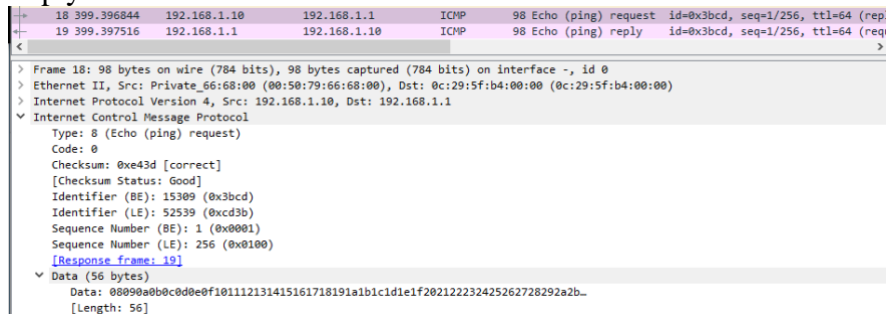 18 399.396844 192.168.1.10 192.168.1.1 ICMP 98 Echo (ping) request id=0x3bcd, seq=1/256, ttl=64 (rep
19 399.397516 192.168.1.1 192.168.1.10 ICMP 98 Echo (ping) reply id=0x3bcd, seq=1/256, ttl=64 (requ
Frame 18: 98 bytes on wire (784 bits), 98 bytes captured (784 bits) on interface -, id 0
Ethernet II, Src: Private_66:68:00 (00:50:79:66:68:00), Dst: 0c:29:5f:b4:00:00 (0c:29:5f:b4:00:00)
Internet Protocol Version 4, Src: 192.168.1.10, Dst: 192.168.1.1
Internet Control Message Protocol
Type: 8 (Echo (ping) request)
Code: 0
Checksum: 0xe43d [correct]
[Checksum Status: Good]
Identifier (BE): 15309 (0x3bcd)
Identifier (LE): 52539 (0xcd3b)
Sequence Number (BE): 1 (0x0001)
Sequence Number (LE): 256 (0x0100)
[Response frame: 19]
Data (56 bytes)
Data: 08090a0b0c0d0e0f101112131415161718191a1b1c1d1e1f202122232425262728292a2b…
[Length: 56]